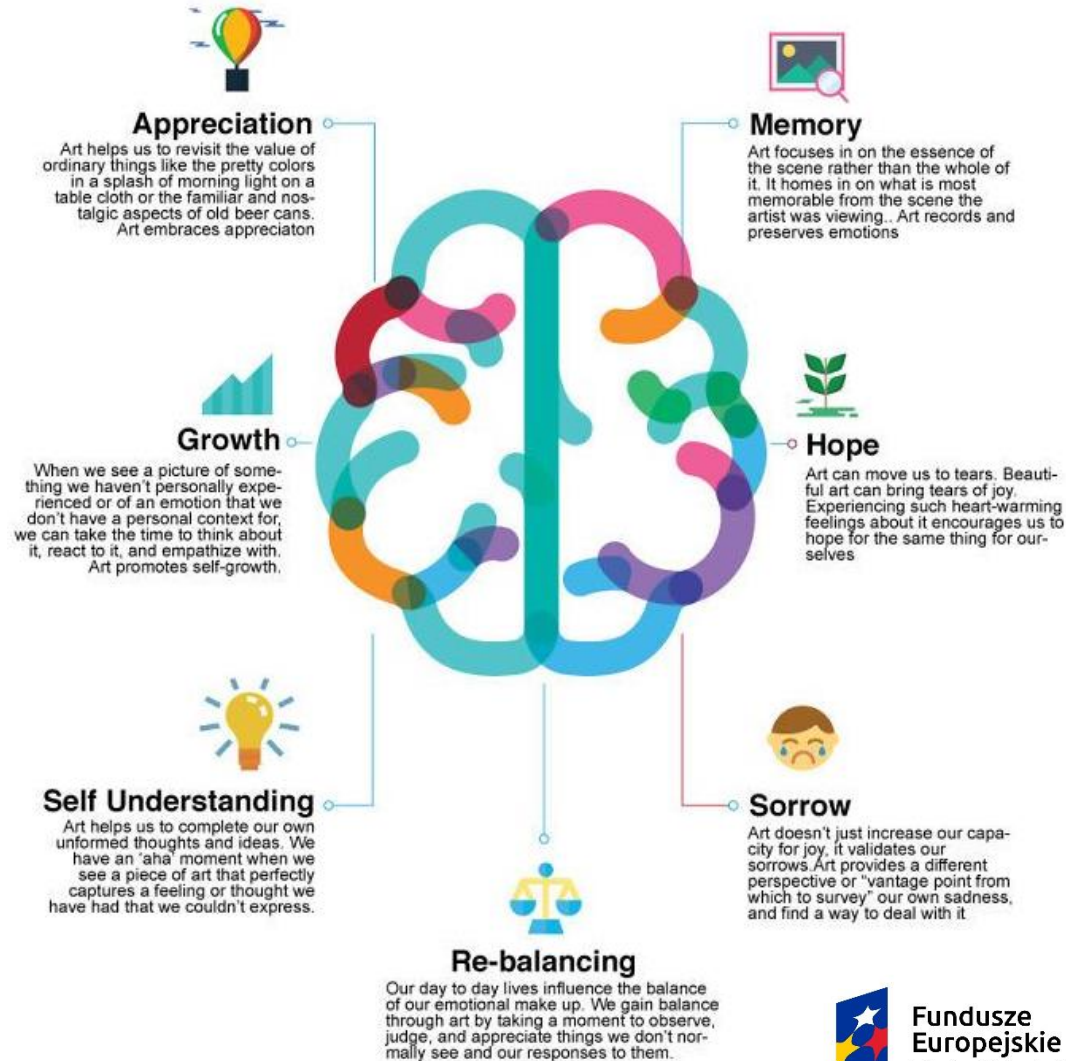 Appreciation
Art helps us to revisit the value of
ordinary things like the pretty colors
in a splash of morning light on a
table cloth or the familiar and nos-
talgic aspects of old beer cans.
Art embraces appreciaton
Memory
Art focuses in on the essence of
the scene rather than the whole of
it. It homes in on what is most
memorable from the scene the
artist was viewing.. Art records and
preserves emotions
Growth
When we see a picture of some-
thing we haven't personally expe-
rienced or of an emotion that we
don't have a personal context for,
we can take the time to think about
it, react to it, and empathize with.
Art promotes self-growth.
Hope
Art can move us to tears. Beauti-
ful art can bring tears of joy.
Experiencing such heart-warming
feelings about it encourages us to
hope for the same thing for our-
selves
Self Understanding
Art helps us to complete our own
unformed thoughts and ideas. We
have an 'aha' moment when we
see a piece of art that perfectly
captures a feeling or thought we
have had that we couldn't express.
Sorrow
Art doesn't just increase our capa-
city for joy, it validates our
sorrows.Art provides a different
perspective or "vantage point from
which to survey" our own sadness,
and find a way to deal with it
Re-balancing
Our day to day lives influence the balance
of our emotional make up. We gain balance
through art by taking a moment to observe,
judge, and appreciate things we don't nor-
mally see and our responses to them.
Fundusze
Europejskie